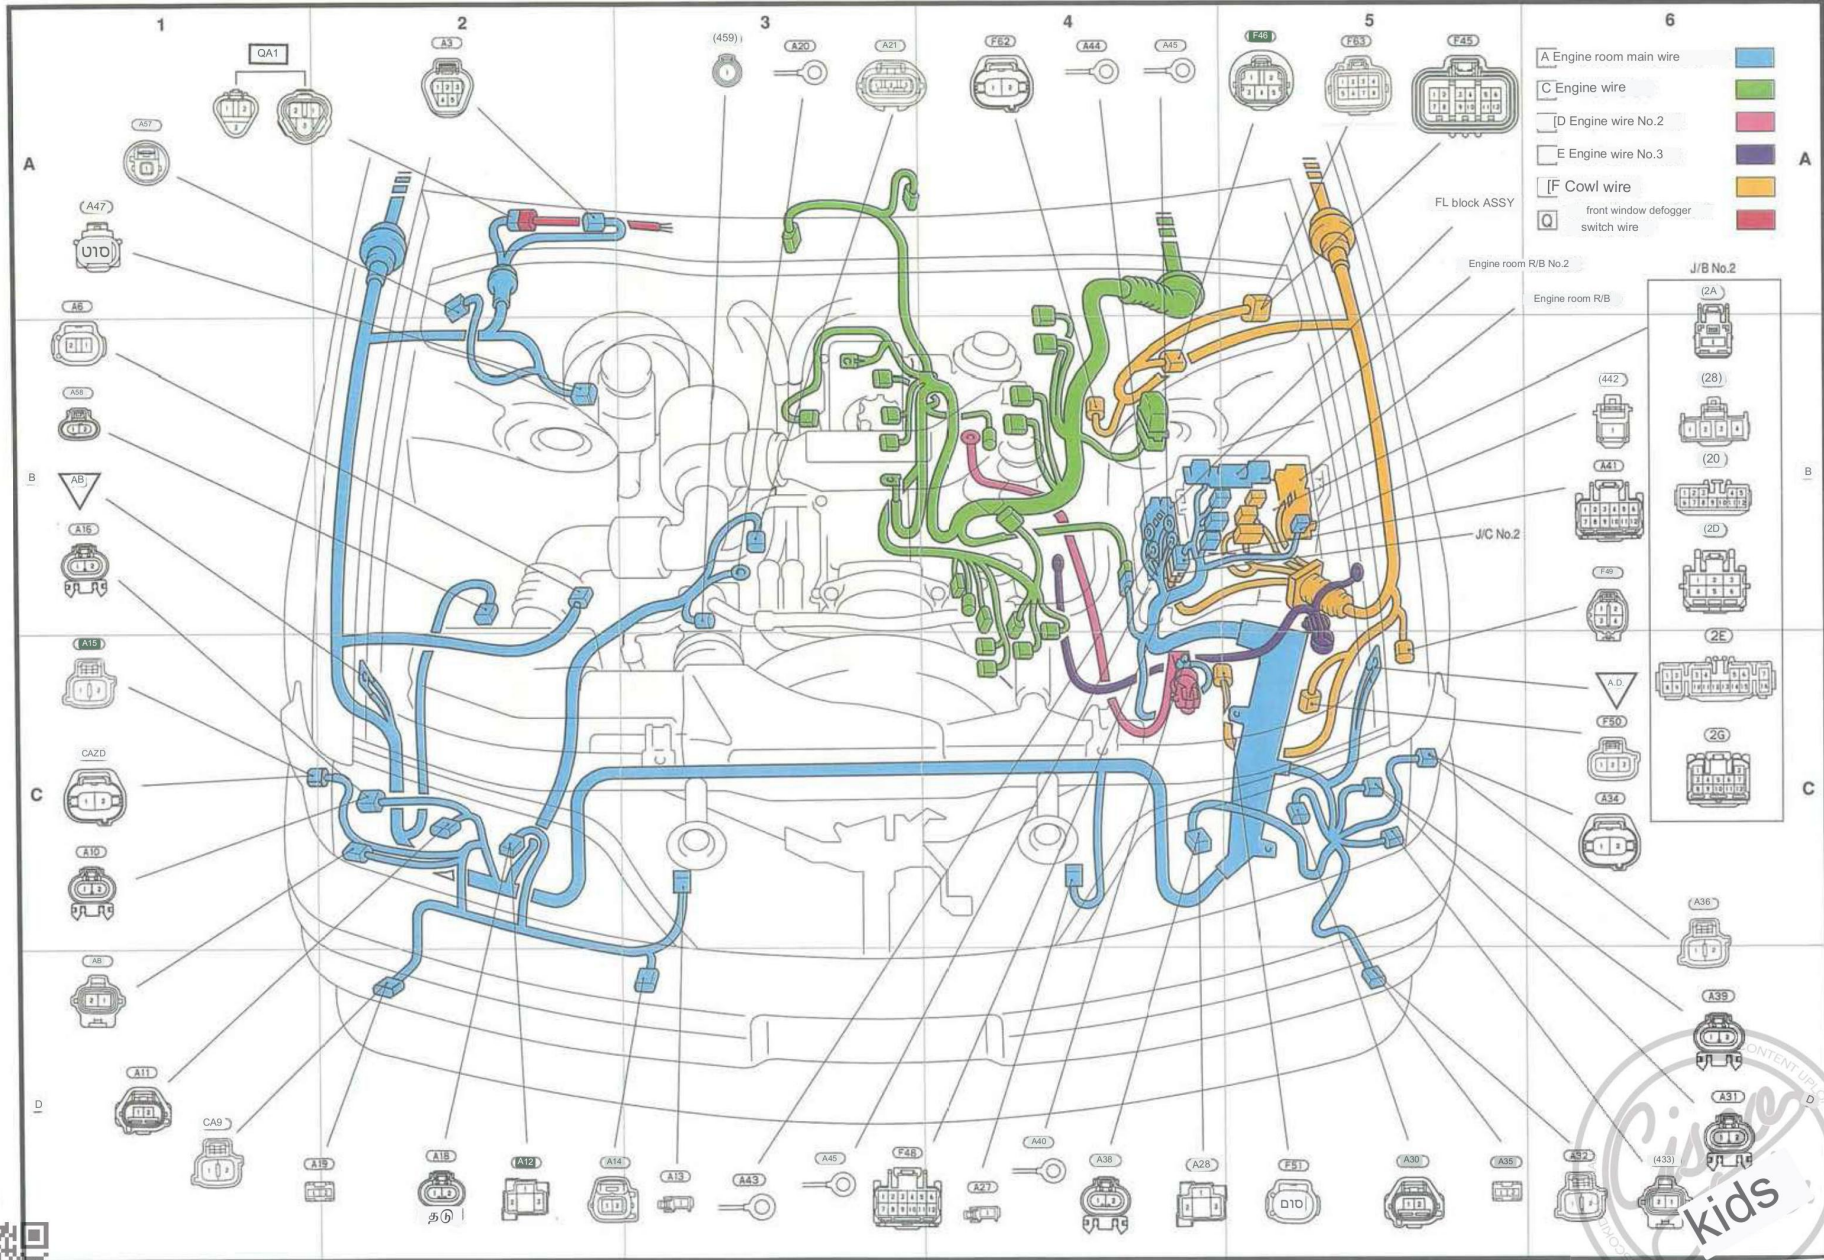 1 2 3 4 5 6
QA1
A3
(459)
A20
A21
F62
A44
A45
F46
F63
F45
A Engine room main wire
C Engine wire
[D Engine wire No.2
E Engine wire No.3
[F Cowl wire
Q front window defogger
switch wire
A
A
A57
A47
סוט
FL block ASSY
Engine room R/B No.2
Engine room R/B
J/B No.2
(2A
A6
A58
(442
(28)
B
AB
A16
A41
(20
(2D
B
J/C No.2
F49
A15
2E
A.D.
F50
2G
CAZD
C
C
A34
A10
A36
A8
A39
A11
D
CA9
A31
D
A19
A18
தடு
A12
A14
A13
A43
A45
F48
A27
A40
A38
A28
F51
סוםם
A30
A35
A32
(433)
kids